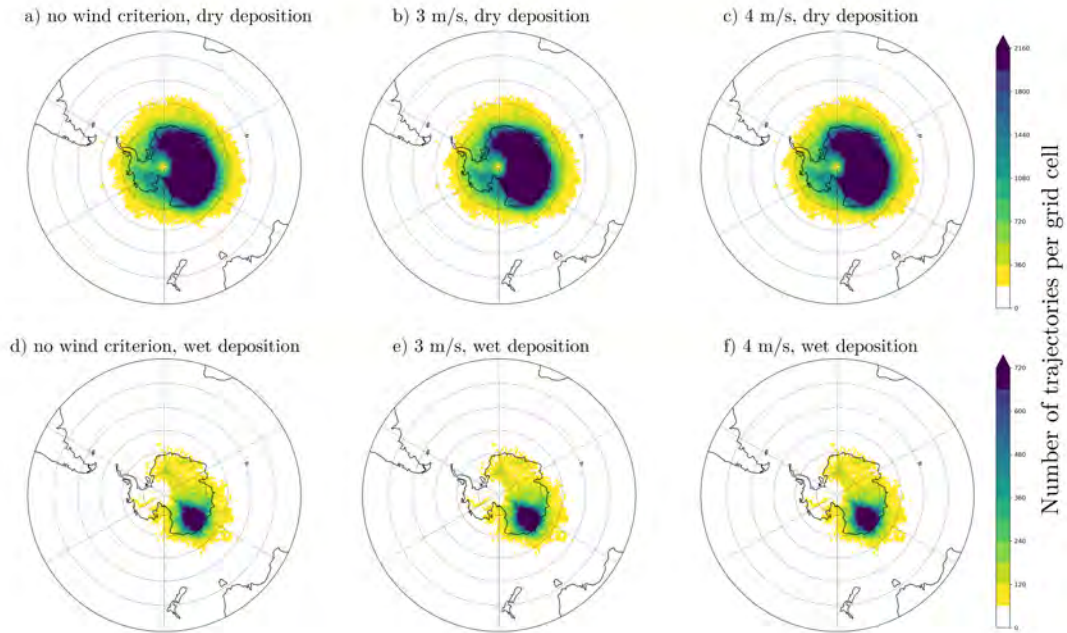 a) no wind criterion, dry deposition
b) 3 m/s, dry deposition
c) 4 m/s, dry deposition
2160
1800
1440
1080
720
360
0
d) no wind criterion, wet deposition
e) 3 m/s, wet deposition
f) 4 m/s, wet deposition
720
600
480
360
240
120
0
Number of trajectories per grid cell